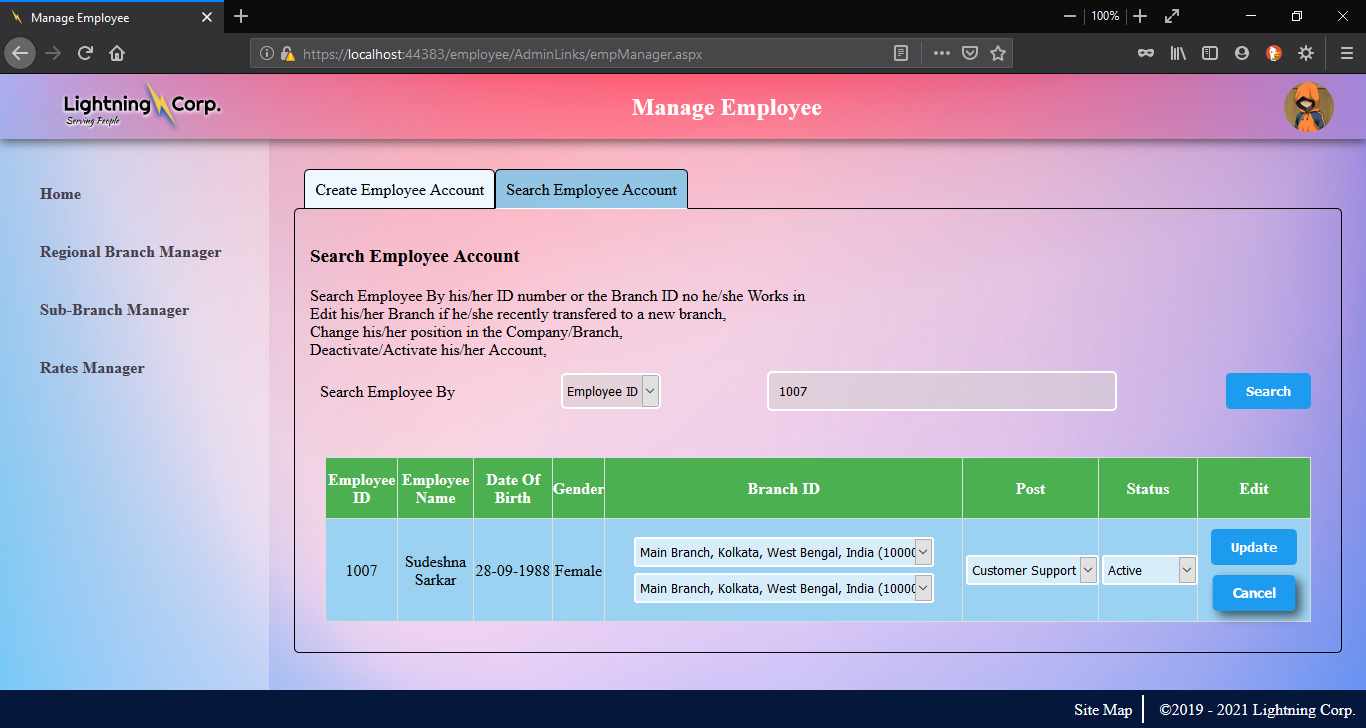 Manage Employee
100%
https://localhost:44383/employee/AdminLinks/empManager.aspx
Lightning Corp.
Serving People
Manage Employee
Home
Regional Branch Manager
Sub-Branch Manager
Rates Manager
Create Employee Account
Search Employee Account
Search Employee Account
Search Employee By his/her ID number or the Branch ID no he/she Works in
Edit his/her Branch if he/she recently transfered to a new branch,
Change his/her position in the Company/Branch,
Deactivate/Activate his/her Account,
Search Employee By
Employee ID
1007
Search
Employee ID
Employee Name
Date Of Birth
Gender
Branch ID
Post
Status
Edit
1007
Sudeshna Sarkar
28-09-1988
Female
Main Branch, Kolkata, West Bengal, India (10000
Main Branch, Kolkata, West Bengal, India (10000
Customer Support
Active
Update
Cancel
Site Map
©2019 - 2021 Lightning Corp.